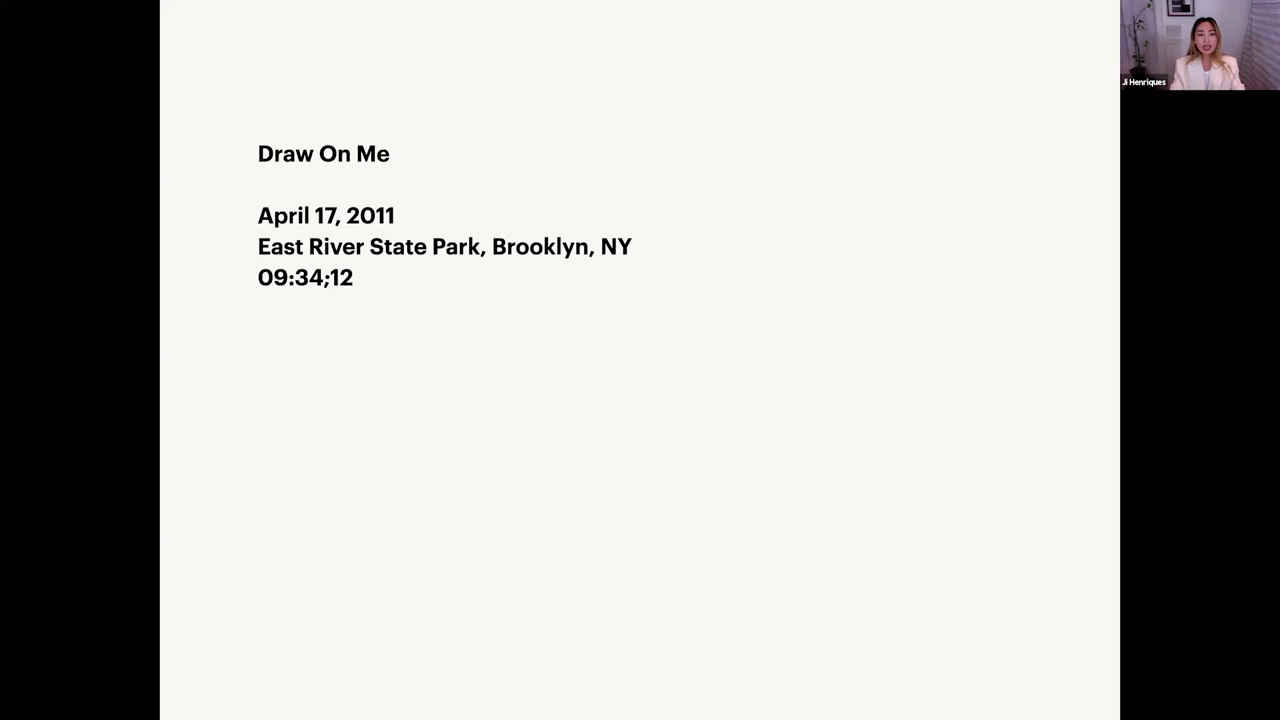 Draw On Me
April 17, 2011
East River State Park, Brooklyn, NY
09:34;12
Ji Henriques